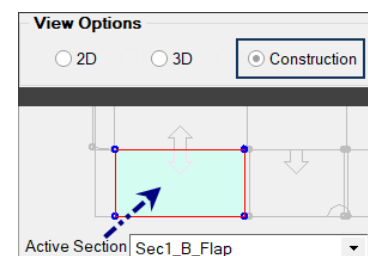 View Options
2D 3D Construction
Active Section Sec1_B_Flap